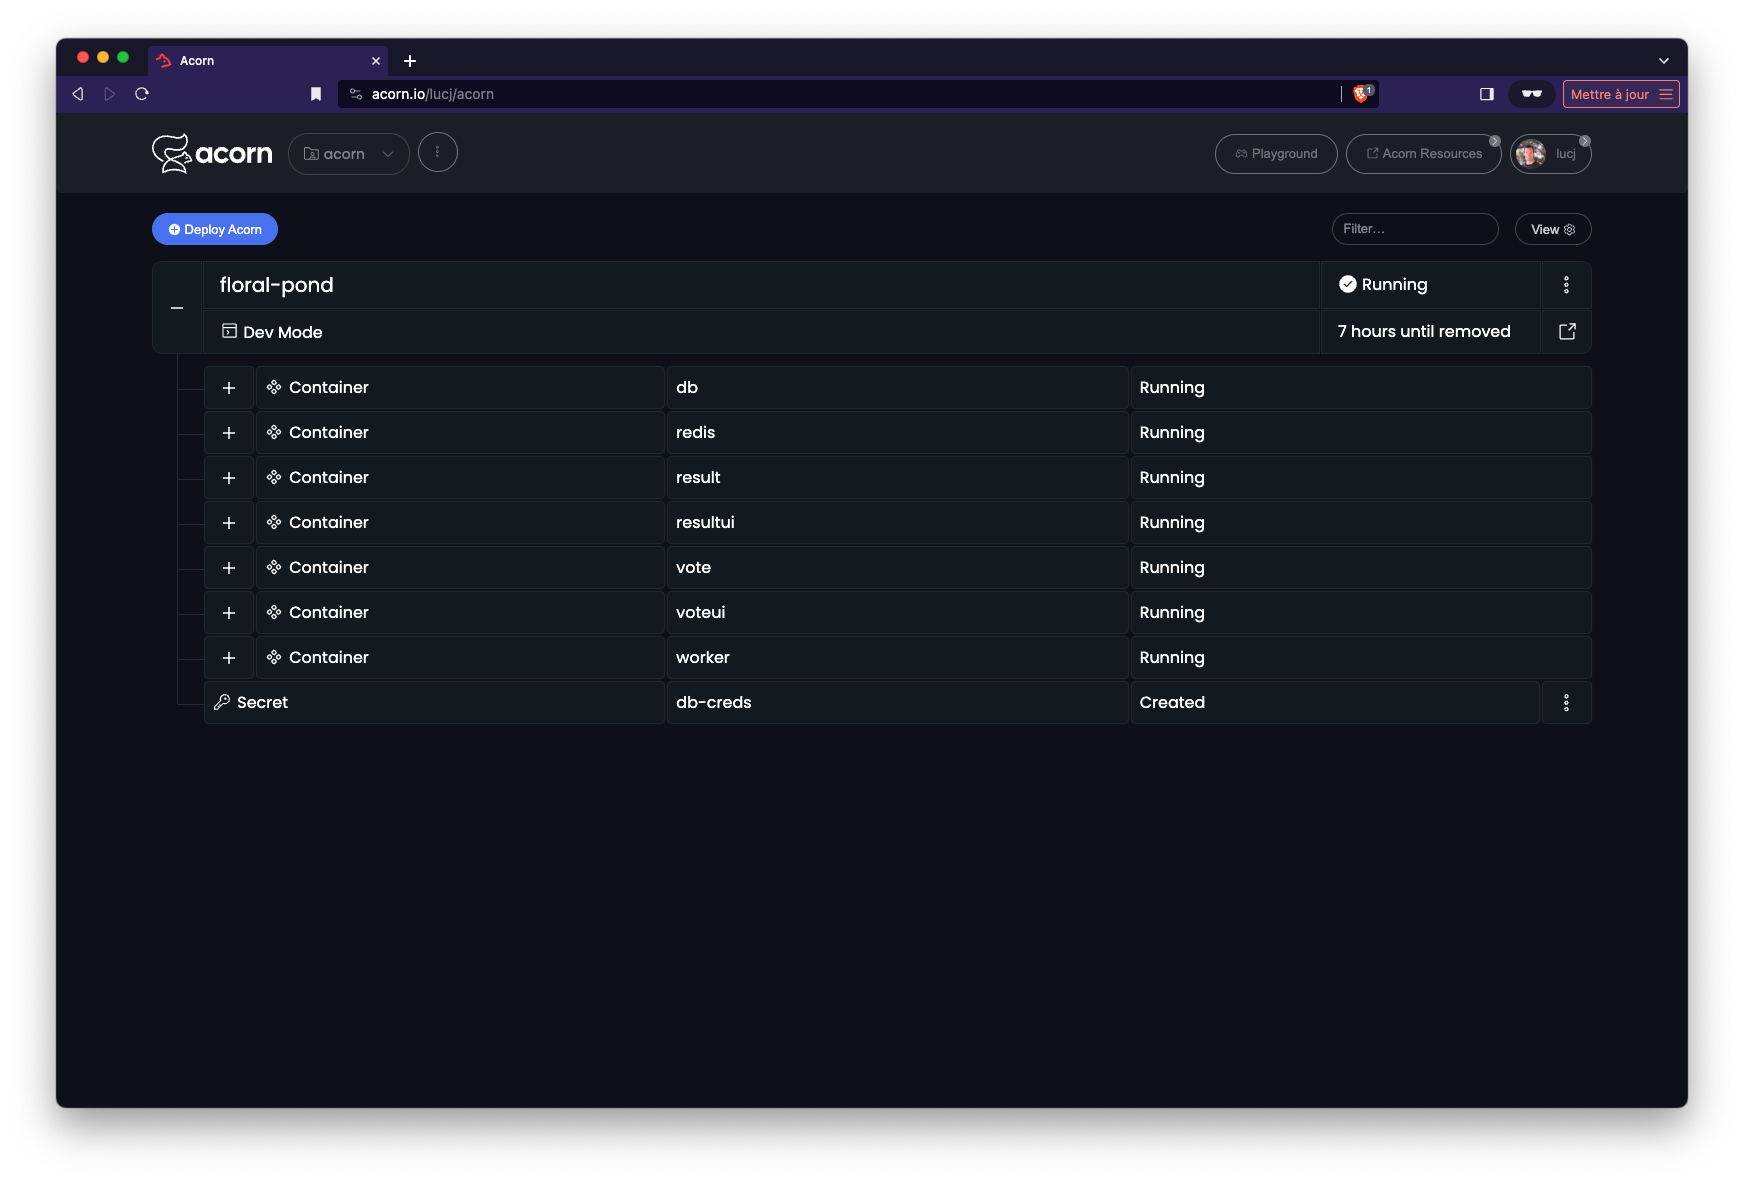 Acorn
acorn.io/lucj/acorn
1
Mettre à jour
acorn
acorn
Playground
Acorn Resources
lucj
Deploy Acorn
Filter...
View
floral-pond
Running
Dev Mode
7 hours until removed
Container db Running
Container redis Running
Container result Running
Container resultui Running
Container vote Running
Container voteui Running
Container worker Running
Secret db-creds Created